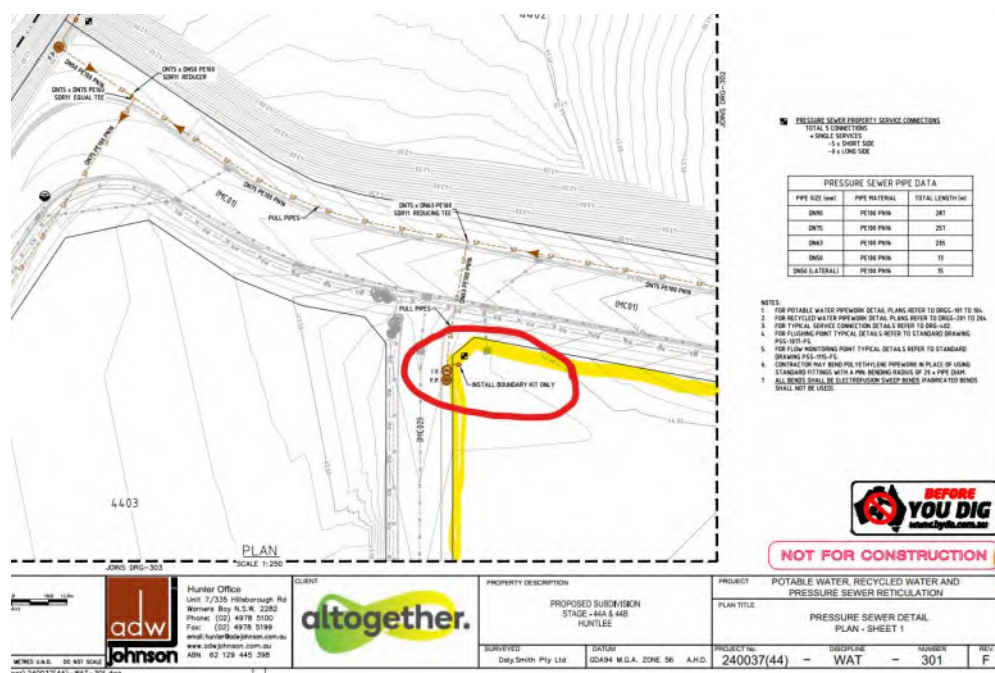 4402
JOINS DRG-302
DN50 PE100 PN16
DN75 x DN50 PE100
SDR11 REDUCER
DN75 x DN75 PE100
SDR11 EQUAL TEE
DN75 PE100 PN16
(MC01)
PULL PIPES
DN75 x DN63 PE100
SDR11 REDUCING TEE
DN63 PE100 PN16
(MC01)
DN75 PE100 PN16
PULL PIPES
F.P.
INSTALL BOUNDARY KIT ONLY
(ME02)
4403
PLAN
SCALE 1:250
JOINS DRG-303
PRESSURE SEWER PROPERTY SERVICE CONNECTIONS
TOTAL 5 CONNECTIONS
SINGLE SERVICES
-5 x SHORT SIDE
-0 x LONG SIDE
PRESSURE SEWER PIPE DATA
PIPE SIZE (mm) PIPE MATERIAL TOTAL LENGTH (m)
DN90 PE100 PN16
DN75 PE100 PN16
DN63 PE100 PN16 205
DN50 PE100 PN16 13
DN50 (LATERAL) PE100 PN16 15
NOTES:
1. FOR POTABLE WATER PIPEWORK DETAIL PLANS REFER TO DRGS-101 TO 104.
2. FOR RECYCLED WATER PIPEWORK DETAIL PLANS REFER TO DRGS-201 TO 204.
3. FOR TYPICAL SERVICE CONNECTION DETAILS REFER TO DRG-402.
4. FOR FLUSHING POINT TYPICAL DETAILS REFER TO STANDARD DRAWING
PSS-1017-FS.
5. FOR FLOW MONITORING POINT TYPICAL DETAILS REFER TO STANDARD
DRAWING PSS-1115-FS.
6. CONTRACTOR MAY BEND POLYETHYLENE PIPEWORK IN PLACE OF USING
STANDARD FITTINGS WITH A MIN. BENDING RADIUS OF 20 x PIPE DIAM.
7. ALL BENDS SHALL BE ELECTROFUSION SWEEP BENDS (FABRICATED BENDS
SHALL NOT BE USED).
BEFORE
YOU DIG
www.byda.com.au
NOT FOR CONSTRUCTION
METRES DO NOT SCALE
adw
johnson
Hunter Office
Unit 7/335 Hillsborough Rd
Warners Bay N.S.W. 2282
Phone: (02) 4978 5100
Fax: (02) 4978 5199
email: hunter@adwjohnson.com.au
www.adwjohnson.com.au
ABN 62 129 445 398
CLIENT
altogether.
PROPERTY DESCRIPTION
PROPOSED SUBDIVISION
STAGE - 44A & 44B
HUNTLEE
SURVEYED
Daly.Smith Pty Ltd
DATUM
GDA94 M.G.A. ZONE 56 A.H.D.
PROJECT POTABLE WATER, RECYCLED WATER AND
PRESSURE SEWER RETICULATION
PLAN TITLE
PRESSURE SEWER DETAIL
PLAN - SHEET 1
PROJECT No. DISCIPLINE NUMBER REV.
240037(44) - WAT - 301 F